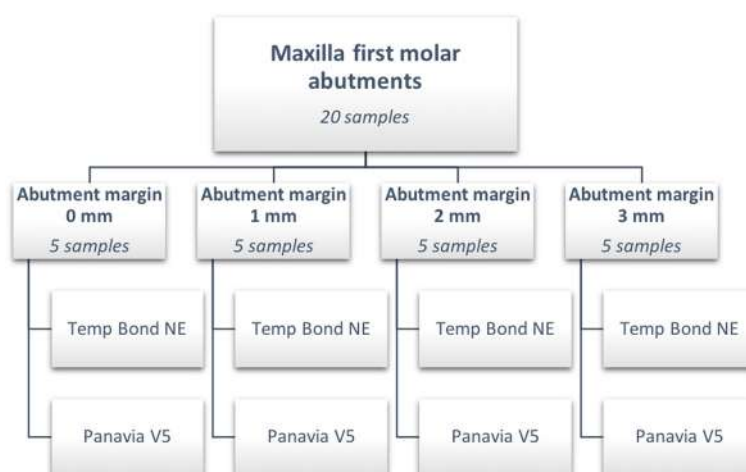 Maxilla first molar
abutments
20 samples
Abutment margin
0 mm
5 samples
Abutment margin
1 mm
5 samples
Abutment margin
2 mm
5 samples
Abutment margin
3 mm
5 samples
Temp Bond NE
Temp Bond NE
Temp Bond NE
Temp Bond NE
Panavia V5
Panavia V5
Panavia V5
Panavia V5